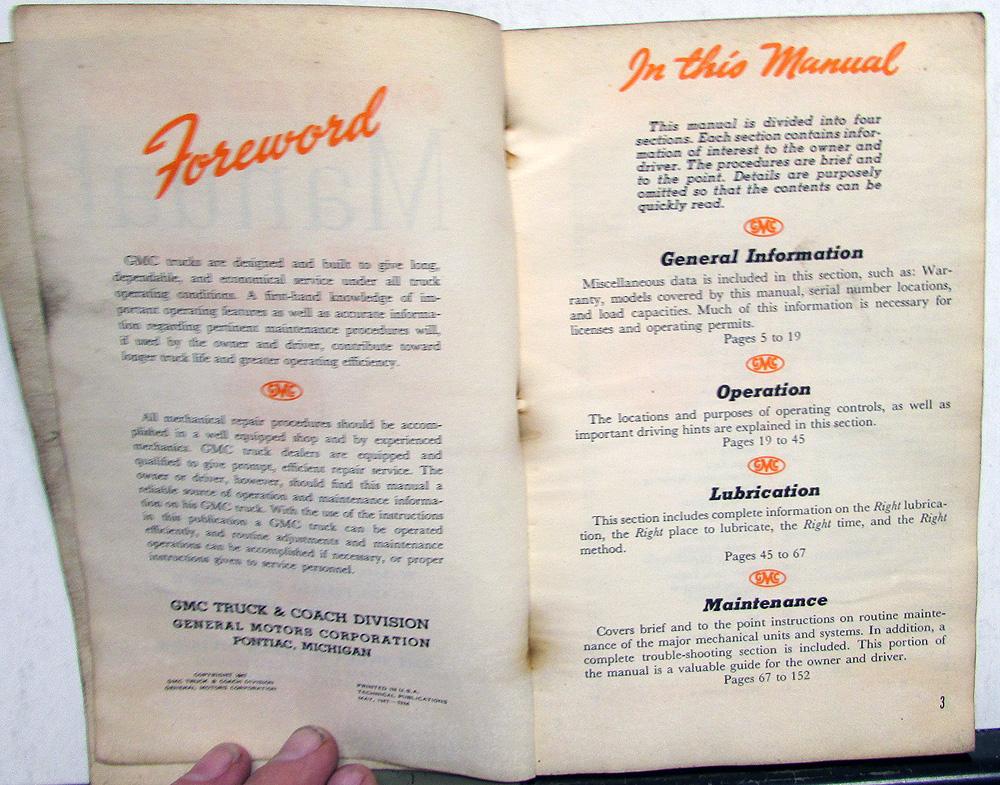 Foreword
GMC trucks are designed and built to give long,
dependable, and economical service under all truck
operating conditions. A first-hand knowledge of im-
portant operating features as well as accurate informa-
tion regarding pertinent maintenance procedures will,
if used by the owner and driver, contribute toward
longer truck life and greater operating efficiency.
GMC
All mechanical repair procedures should be accom-
plished in a well equipped shop and by experienced
mechanics. GMC truck dealers are equipped and
qualified to give prompt, efficient repair service. The
owner or driver, however, should find this manual a
reliable source of operation and maintenance informa-
tion on his GMC truck. With the use of the instructions
in this publication a GMC truck can be operated
efficiently, and routine adjustments and maintenance
operations can be accomplished if necessary, or proper
instructions given to service personnel.
GMC TRUCK & COACH DIVISION
GENERAL MOTORS CORPORATION
PONTIAC, MICHIGAN
COPYRIGHT 1947
GMC TRUCK & COACH DIVISION
GENERAL MOTORS CORPORATION
PRINTED IN U.S.A.
TECHNICAL PUBLICATIONS
MAY, 1947
In this Manual
This manual is divided into four
sections. Each section contains infor-
mation of interest to the owner and
driver. The procedures are brief and
to the point. Details are purposely
omitted so that the contents can be
quickly read.
GMC
General Information
Miscellaneous data is included in this section, such as: War-
ranty, models covered by this manual, serial number locations,
and load capacities. Much of this information is necessary for
licenses and operating permits.
Pages 5 to 19
GMC
Operation
The locations and purposes of operating controls, as well as
important driving hints are explained in this section.
Pages 19 to 45
GMC
Lubrication
This section includes complete information on the Right lubrica-
tion, the Right place to lubricate, the Right time, and the Right
method.
Pages 45 to 67
GMC
Maintenance
Covers brief and to the point instructions on routine mainte-
nance of the major mechanical units and systems. In addition, a
complete trouble-shooting section is included. This portion of
the manual is a valuable guide for the owner and driver.
Pages 67 to 152
3